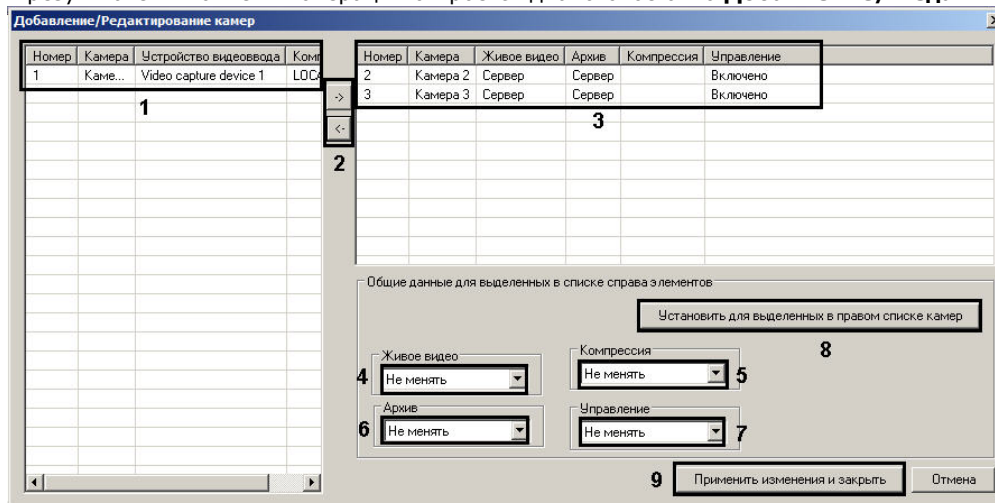 Добавление/Редактирование камер
Номер Камера Устройство видеоввода
1 Каме... Video capture device 1
1
->
<-
2
Номер Камера Живое видео Архив Компрессия Управление
2 Камера 2 Сервер Сервер Включено
3 Камера 3 Сервер Сервер Включено
3
Общие данные для выделенных в списке справа элементов
Установить для выделенных в правом списке камер
8
Живое видео
4 Не менять
Компрессия
Не менять 5
Архив
6 Не менять
Управление
Не менять 7
9 Применить изменения и закрыть Отмена